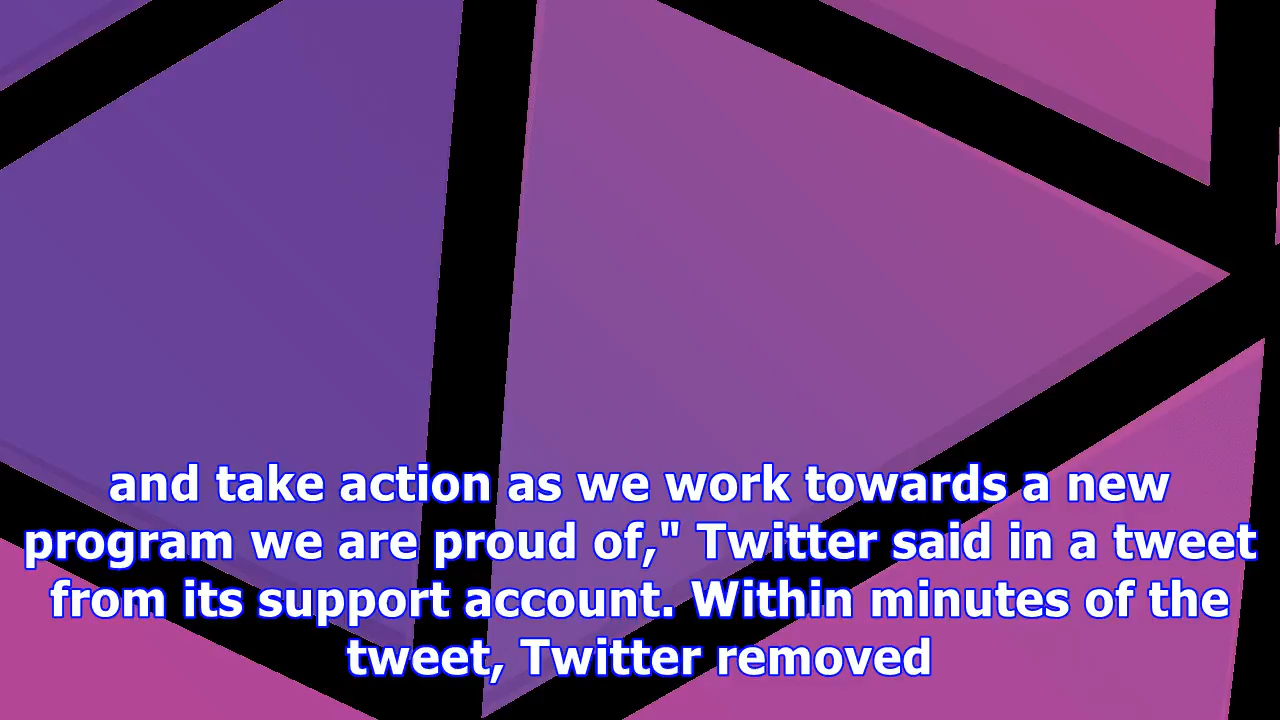 and take action as we work towards a new
program we are proud of," Twitter said in a tweet
from its support account. Within minutes of the
tweet, Twitter removed